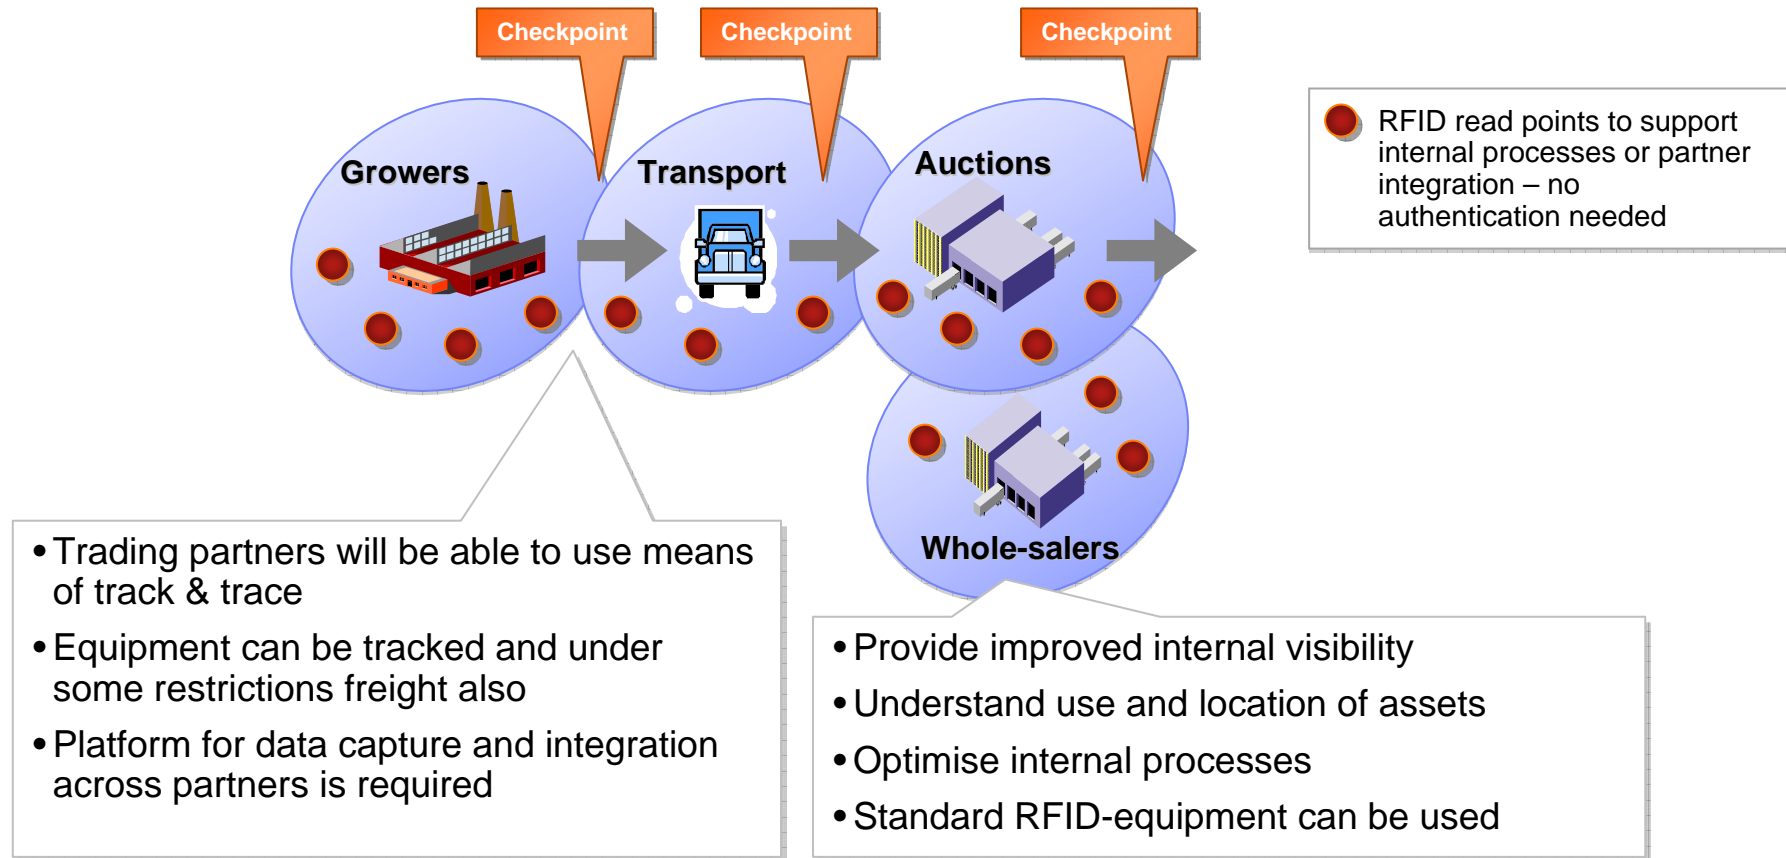 Checkpoint
Checkpoint
Checkpoint
Growers
Transport
Auctions
Whole-salers
RFID read points to support
internal processes or partner
integration – no
authentication needed
•Trading partners will be able to use means
of track & trace
•Equipment can be tracked and under
some restrictions freight also
•Platform for data capture and integration
across partners is required
•Provide improved internal visibility
•Understand use and location of assets
•Optimise internal processes
•Standard RFID-equipment can be used